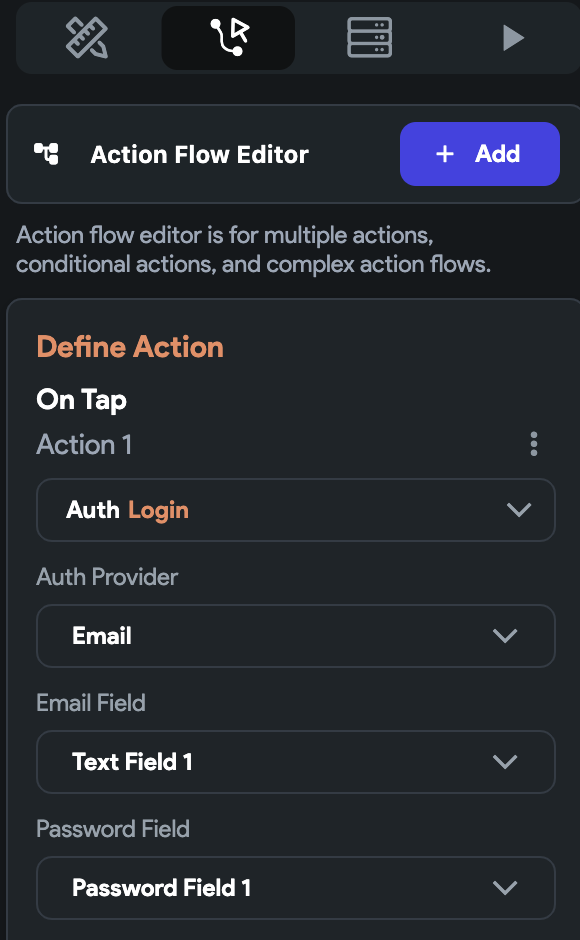 Action Flow Editor
+ Add
Action flow editor is for multiple actions,
conditional actions, and complex action flows.
Define Action
On Tap
Action 1
Auth Login
Auth Provider
Email
Email Field
Text Field 1
Password Field
Password Field 1